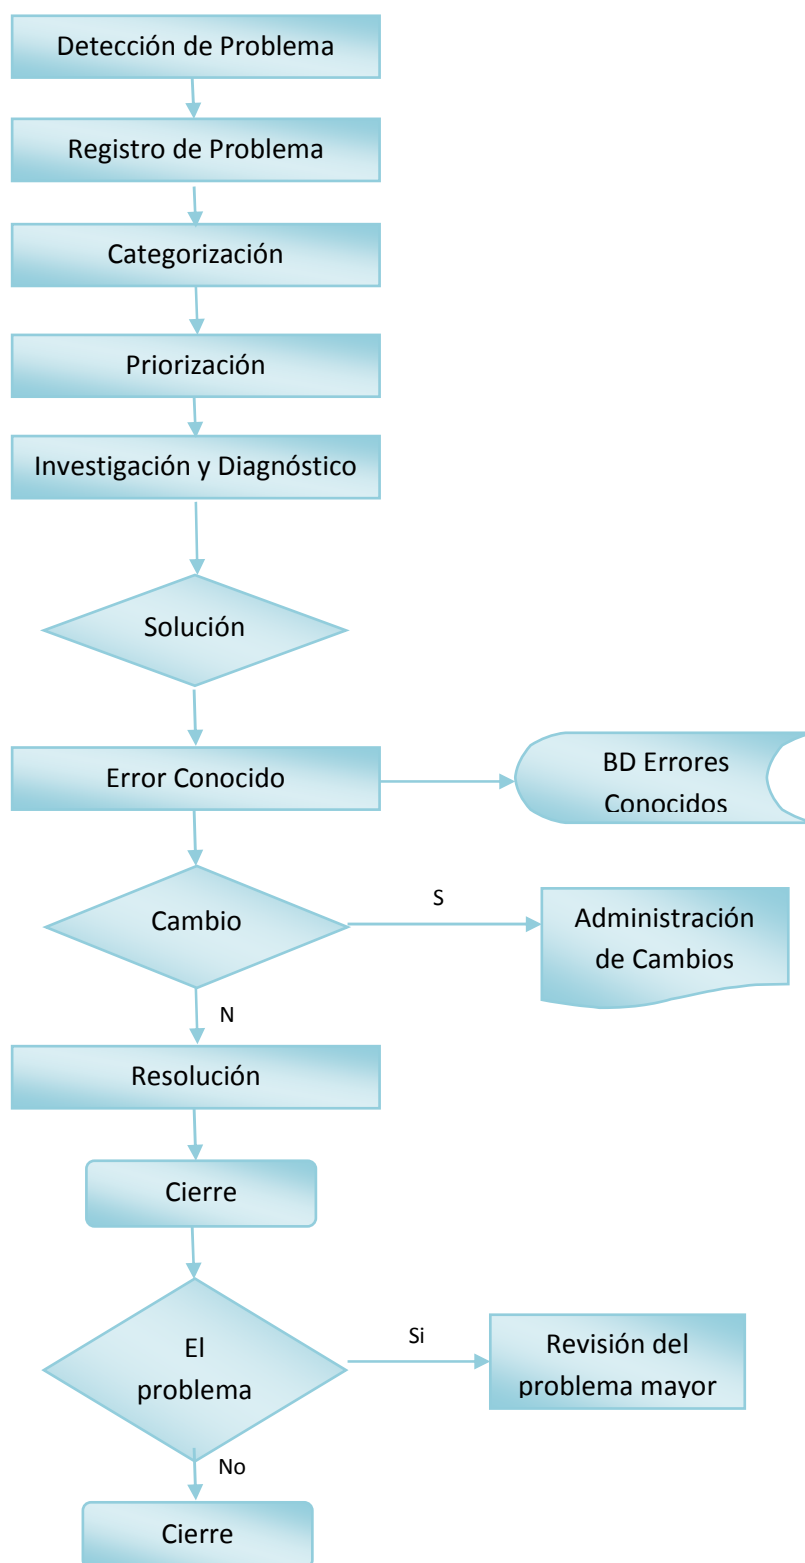 Detección de Problema
Registro de Problema
Categorización
Priorización
Investigación y Diagnóstico
Solución
Error Conocido
BD Errores
Conocidos
Cambio
S
Administración
de Cambios
N
Resolución
Cierre
El
problema
Si
Revisión del
problema mayor
No
Cierre